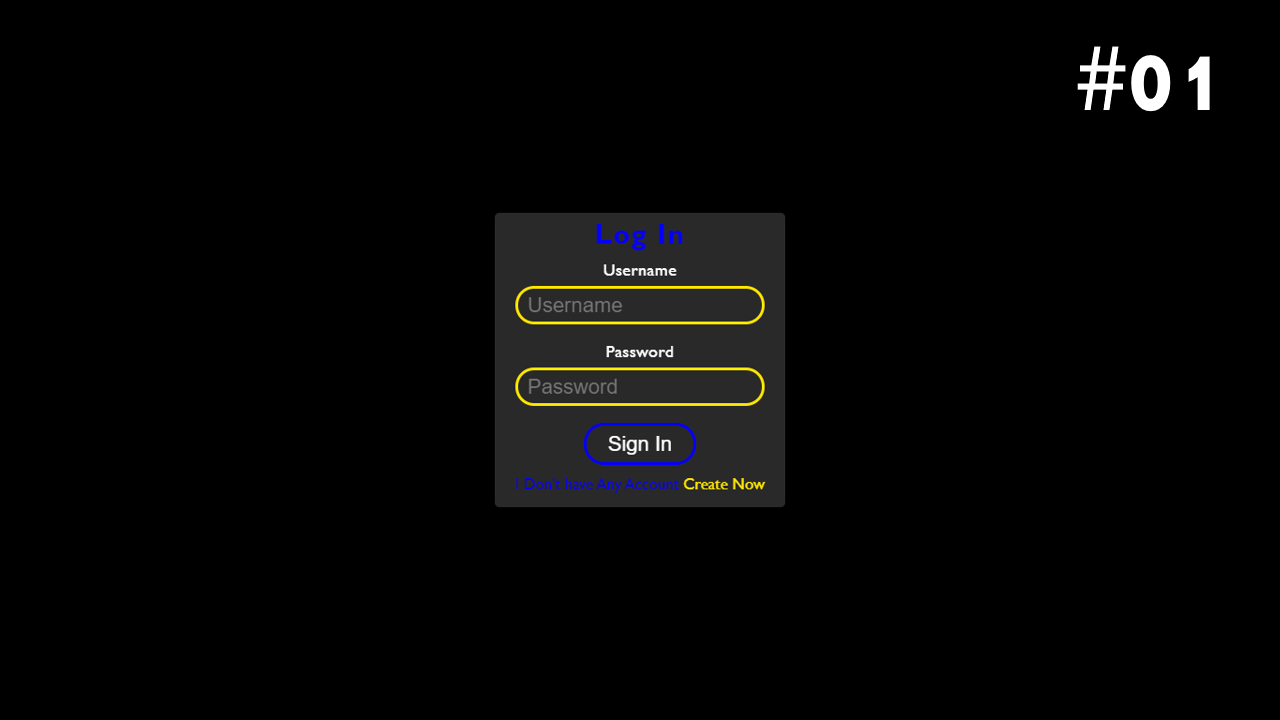 #01
Log In
Username
Username
Password
Password
Sign In
I Don't have Any Account Create Now